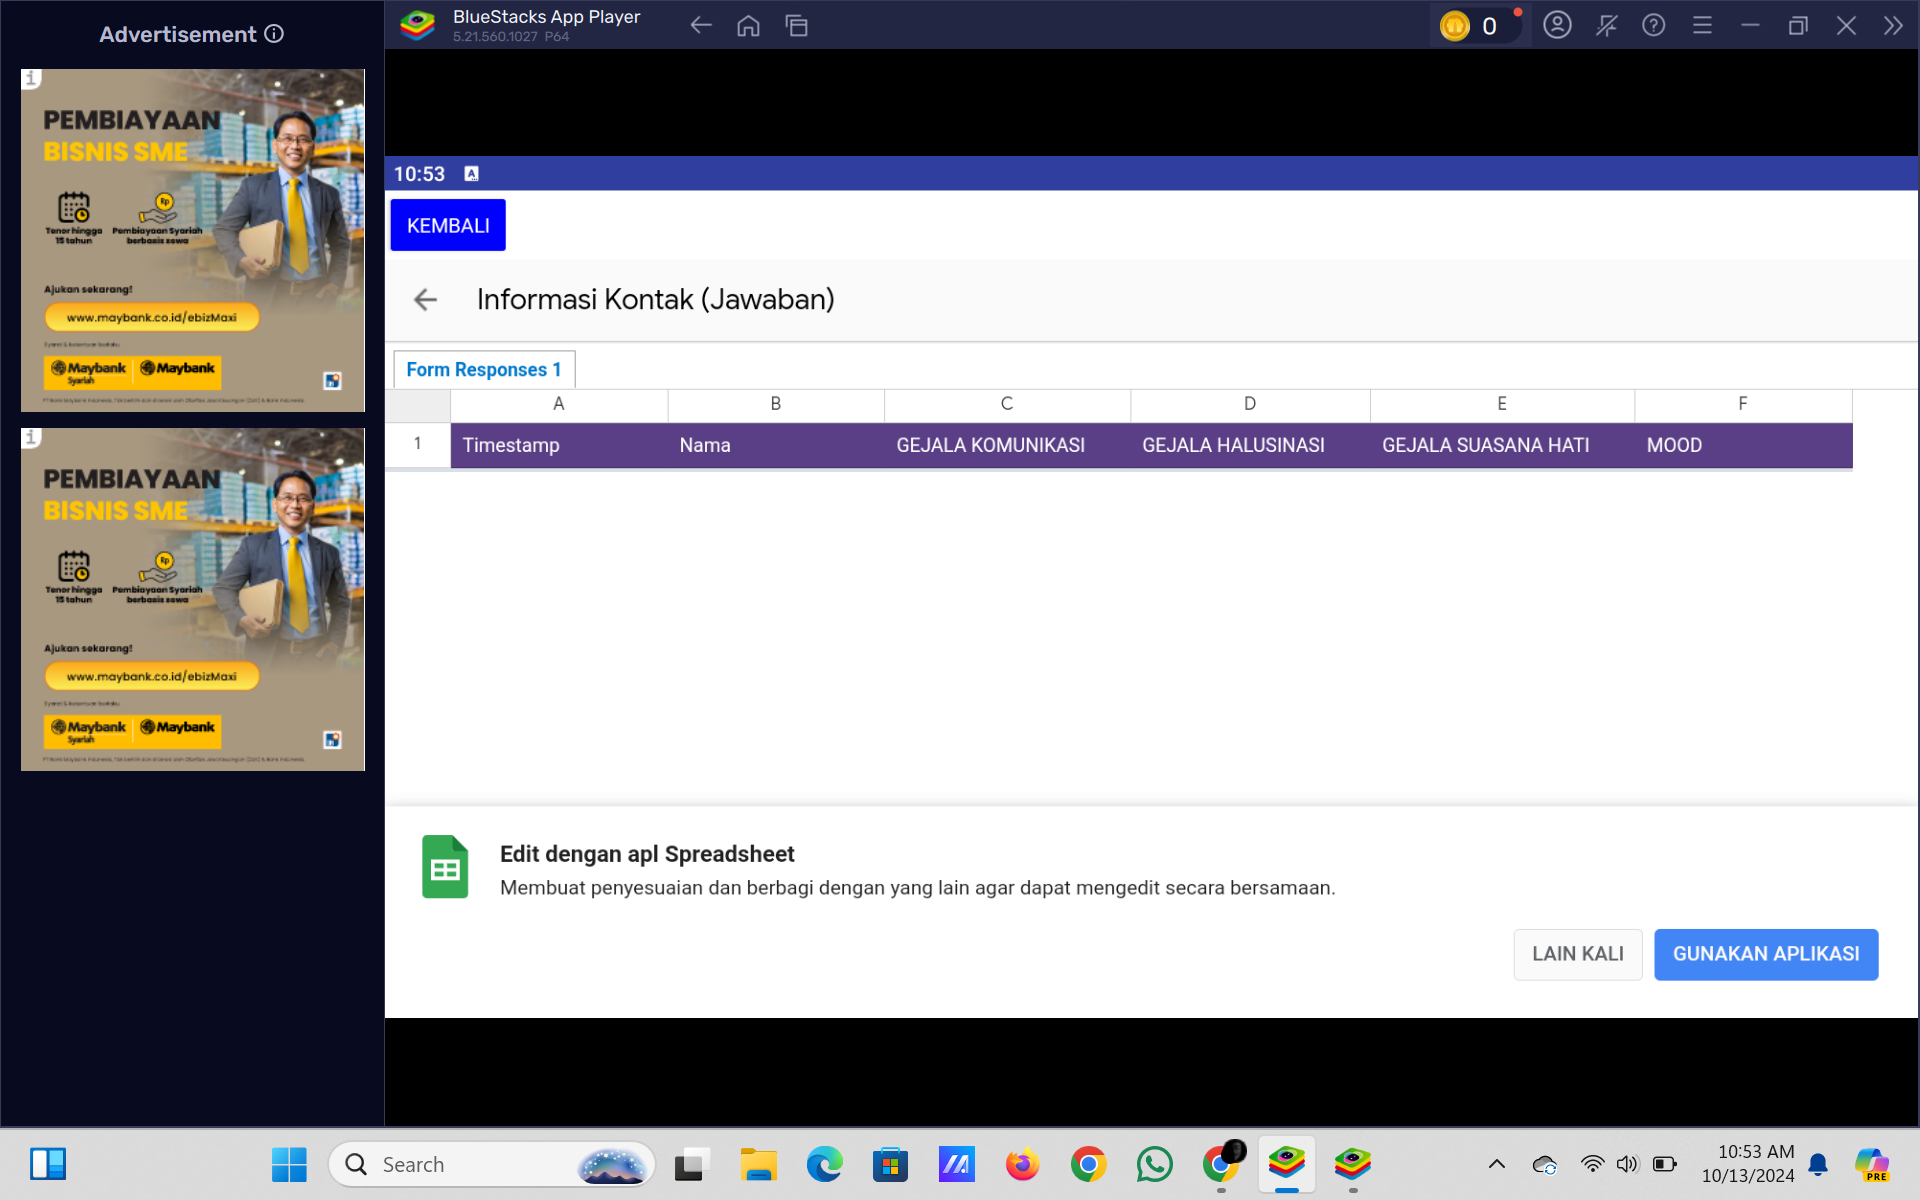 Advertisement
PEMBIAYAAN
BISNIS SME
Tenor hingga
15 tahun
Pembiayaan Syariah
berbasis sewa
Ajukan sekarang!
www.maybank.co.id/ebizMaxi
Maybank
Syariah
Maybank
PEMBIAYAAN
BISNIS SME
Tenor hingga
15 tahun
Pembiayaan Syariah
berbasis sewa
Ajukan sekarang!
www.maybank.co.id/ebizMaxi
Maybank
Syariah
Maybank
BlueStacks App Player
5.21.560.1027 P64
0
10:53
A
KEMBALI
Informasi Kontak (Jawaban)
Form Responses 1
A B C D E F
1 Timestamp Nama GEJALA KOMUNIKASI GEJALA HALUSINASI GEJALA SUASANA HATI MOOD
Edit dengan apl Spreadsheet
Membuat penyesuaian dan berbagi dengan yang lain agar dapat mengedit secara bersamaan.
LAIN KALI GUNAKAN APLIKASI
Search
10:53 AM
10/13/2024
PRE